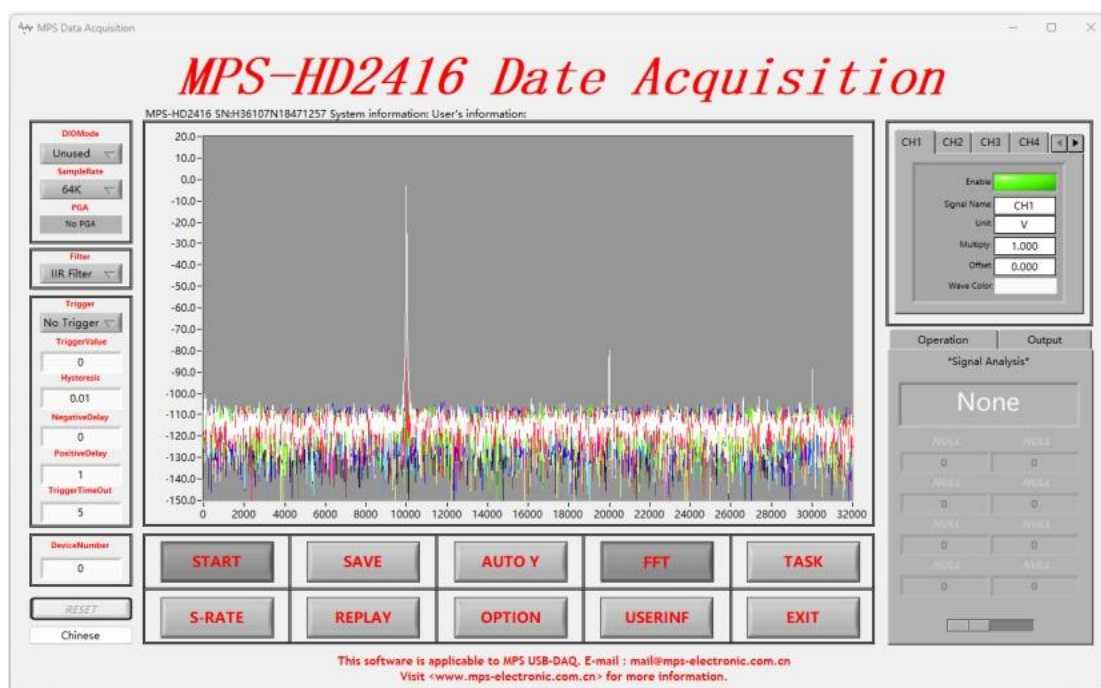 MPS Data Acquisition
MPS-HD2416 Date Acquisition
MPS-HD2416 SN:H36107N18471257 System information: User's information:
DIOMode
Unused
SampleRate
64K
PGA
No PGA
Filter
IIR Filter
Trigger
No Trigger
TriggerValue
0
Hysteresis
0.01
NegativeDelay
0
PositiveDelay
1
TriggerTimeOut
5
DeviceNumber
0
RESET
Chinese
20.0
10.0
0.0
-10.0
-20.0
-30.0
-40.0
-50.0
-60.0
-70.0
-80.0
-90.0
-100.0
-110.0
-120.0
-130.0
-140.0
-150.0
0 2000 4000 6000 8000 10000 12000 14000 16000 18000 20000 22000 24000 26000 28000 30000 32000
START SAVE AUTO Y FFT TASK
S-RATE REPLAY OPTION USERINF EXIT
CH1 CH2 CH3 CH4
Enable
Signal Name: CH1
Unit: V
Multiply: 1.000
Offset: 0.000
Wave Color:
Operation Output
*Signal Analysis*
None
NULL NULL
0 0
NULL NULL
0 0
NULL NULL
0 0
NULL NULL
0 0
This software is applicable to MPS USB-DAQ. E-mail : mail@mps-electronic.com.cn
Visit <www.mps-electronic.com.cn> for more information.